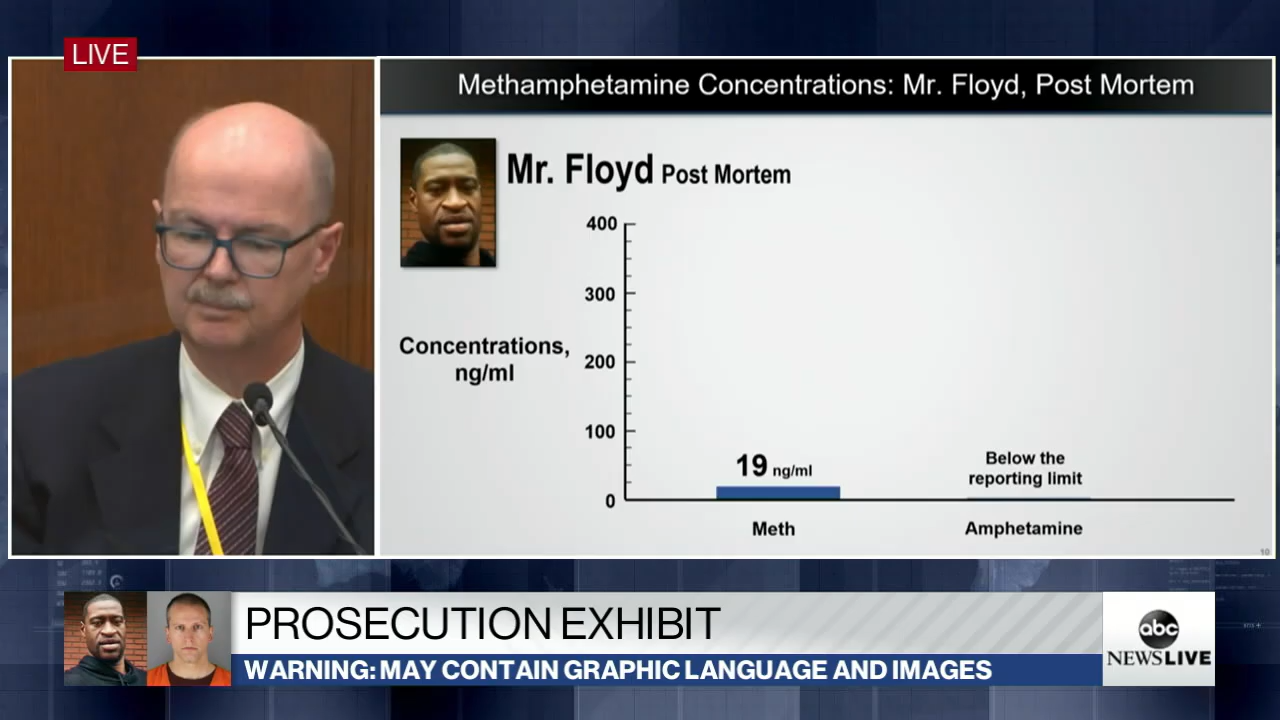 LIVE
Methamphetamine Concentrations: Mr. Floyd, Post Mortem
Mr. Floyd Post Mortem
400
300
Concentrations,
ng/ml
200
100
0
19 ng/ml
Below the
reporting limit
Meth
Amphetamine
10
PROSECUTION EXHIBIT
WARNING: MAY CONTAIN GRAPHIC LANGUAGE AND IMAGES
abc
NEWSLIVE